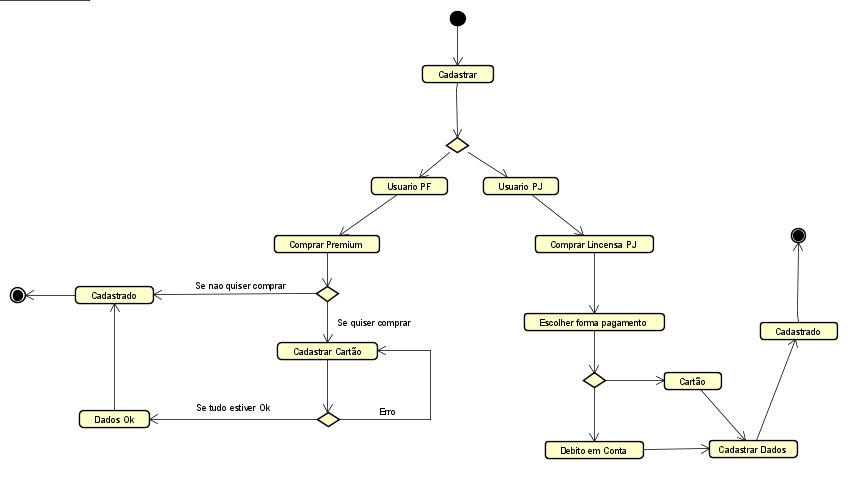 Cadastrar
Usuario PF
Usuario PJ
Comprar Premium
Comprar Lincensa PJ
Se nao quiser comprar
Cadastrado
Se quiser comprar
Escolher forma pagamento
Cadastrado
Cadastrar Cartão
Cartão
Se tudo estiver Ok
Erro
Dados Ok
Debito em Conta
Cadastrar Dados